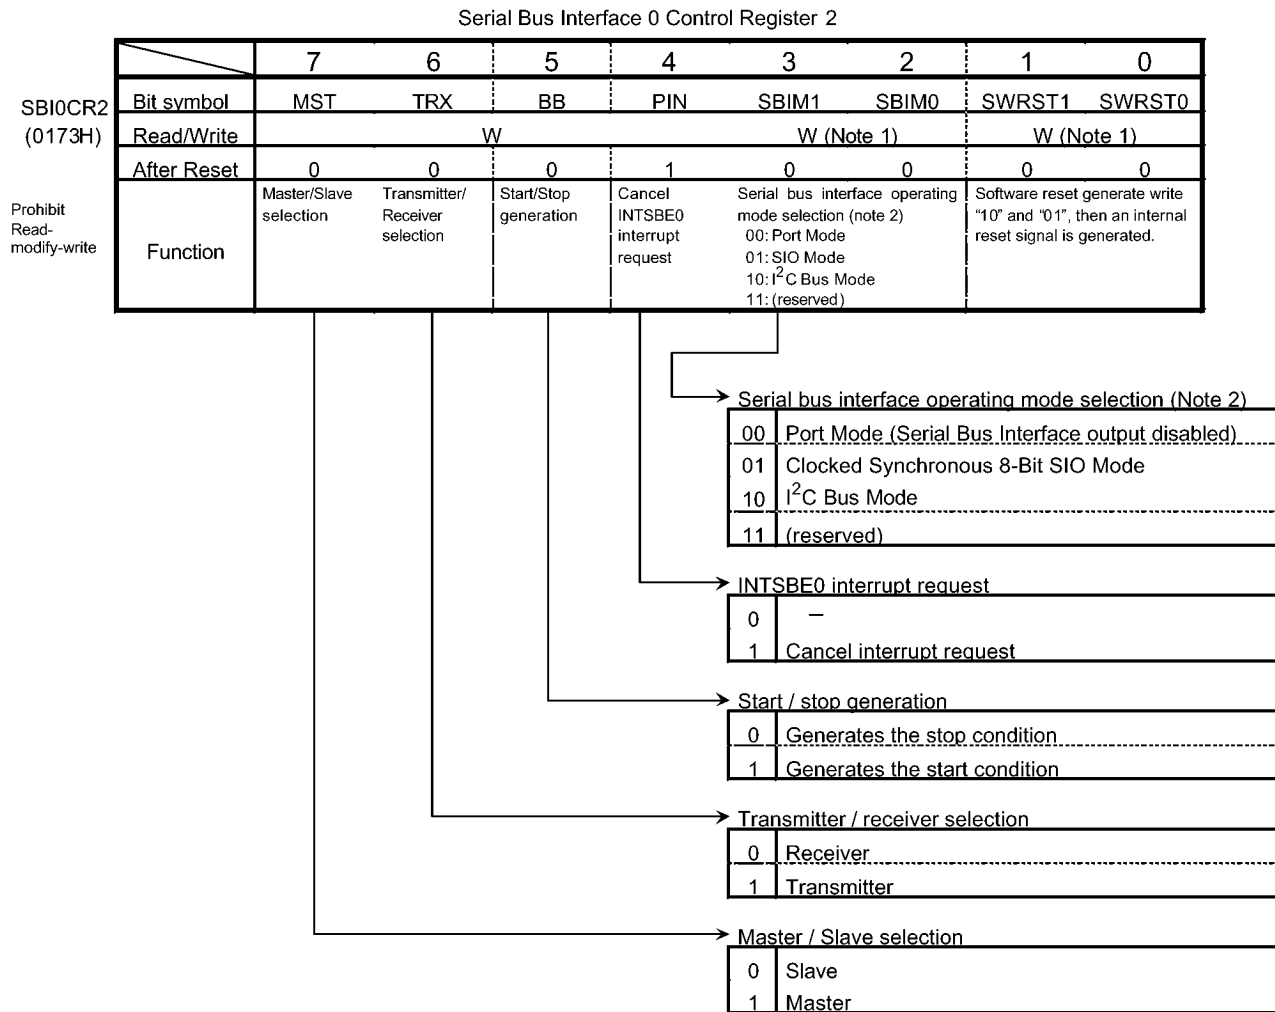 Serial Bus Interface 0 Control Register 2
7 6 5 4 3 2 1 0
SBI0CR2
(0173H)
Bit symbol MST TRX BB PIN SBIM1 SBIM0 SWRST1 SWRST0
Read/Write W W (Note 1) W (Note 1)
After Reset 0 0 0 1 0 0 0 0
Prohibit
Read-
modify-write
Function
Master/Slave
selection
Transmitter/
Receiver
selection
Start/Stop
generation
Cancel
INTSBE0
interrupt
request
Serial bus interface operating
mode selection (note 2)
00: Port Mode
01: SIO Mode
10: I2C Bus Mode
11: (reserved)
Software reset generate write
“10” and “01”, then an internal
reset signal is generated.
Serial bus interface operating mode selection (Note 2)
00 Port Mode (Serial Bus Interface output disabled)
01 Clocked Synchronous 8-Bit SIO Mode
10 I2C Bus Mode
11 (reserved)
INTSBE0 interrupt request
0 –
1 Cancel interrupt request
Start / stop generation
0 Generates the stop condition
1 Generates the start condition
Transmitter / receiver selection
0 Receiver
1 Transmitter
Master / Slave selection
0 Slave
1 Master